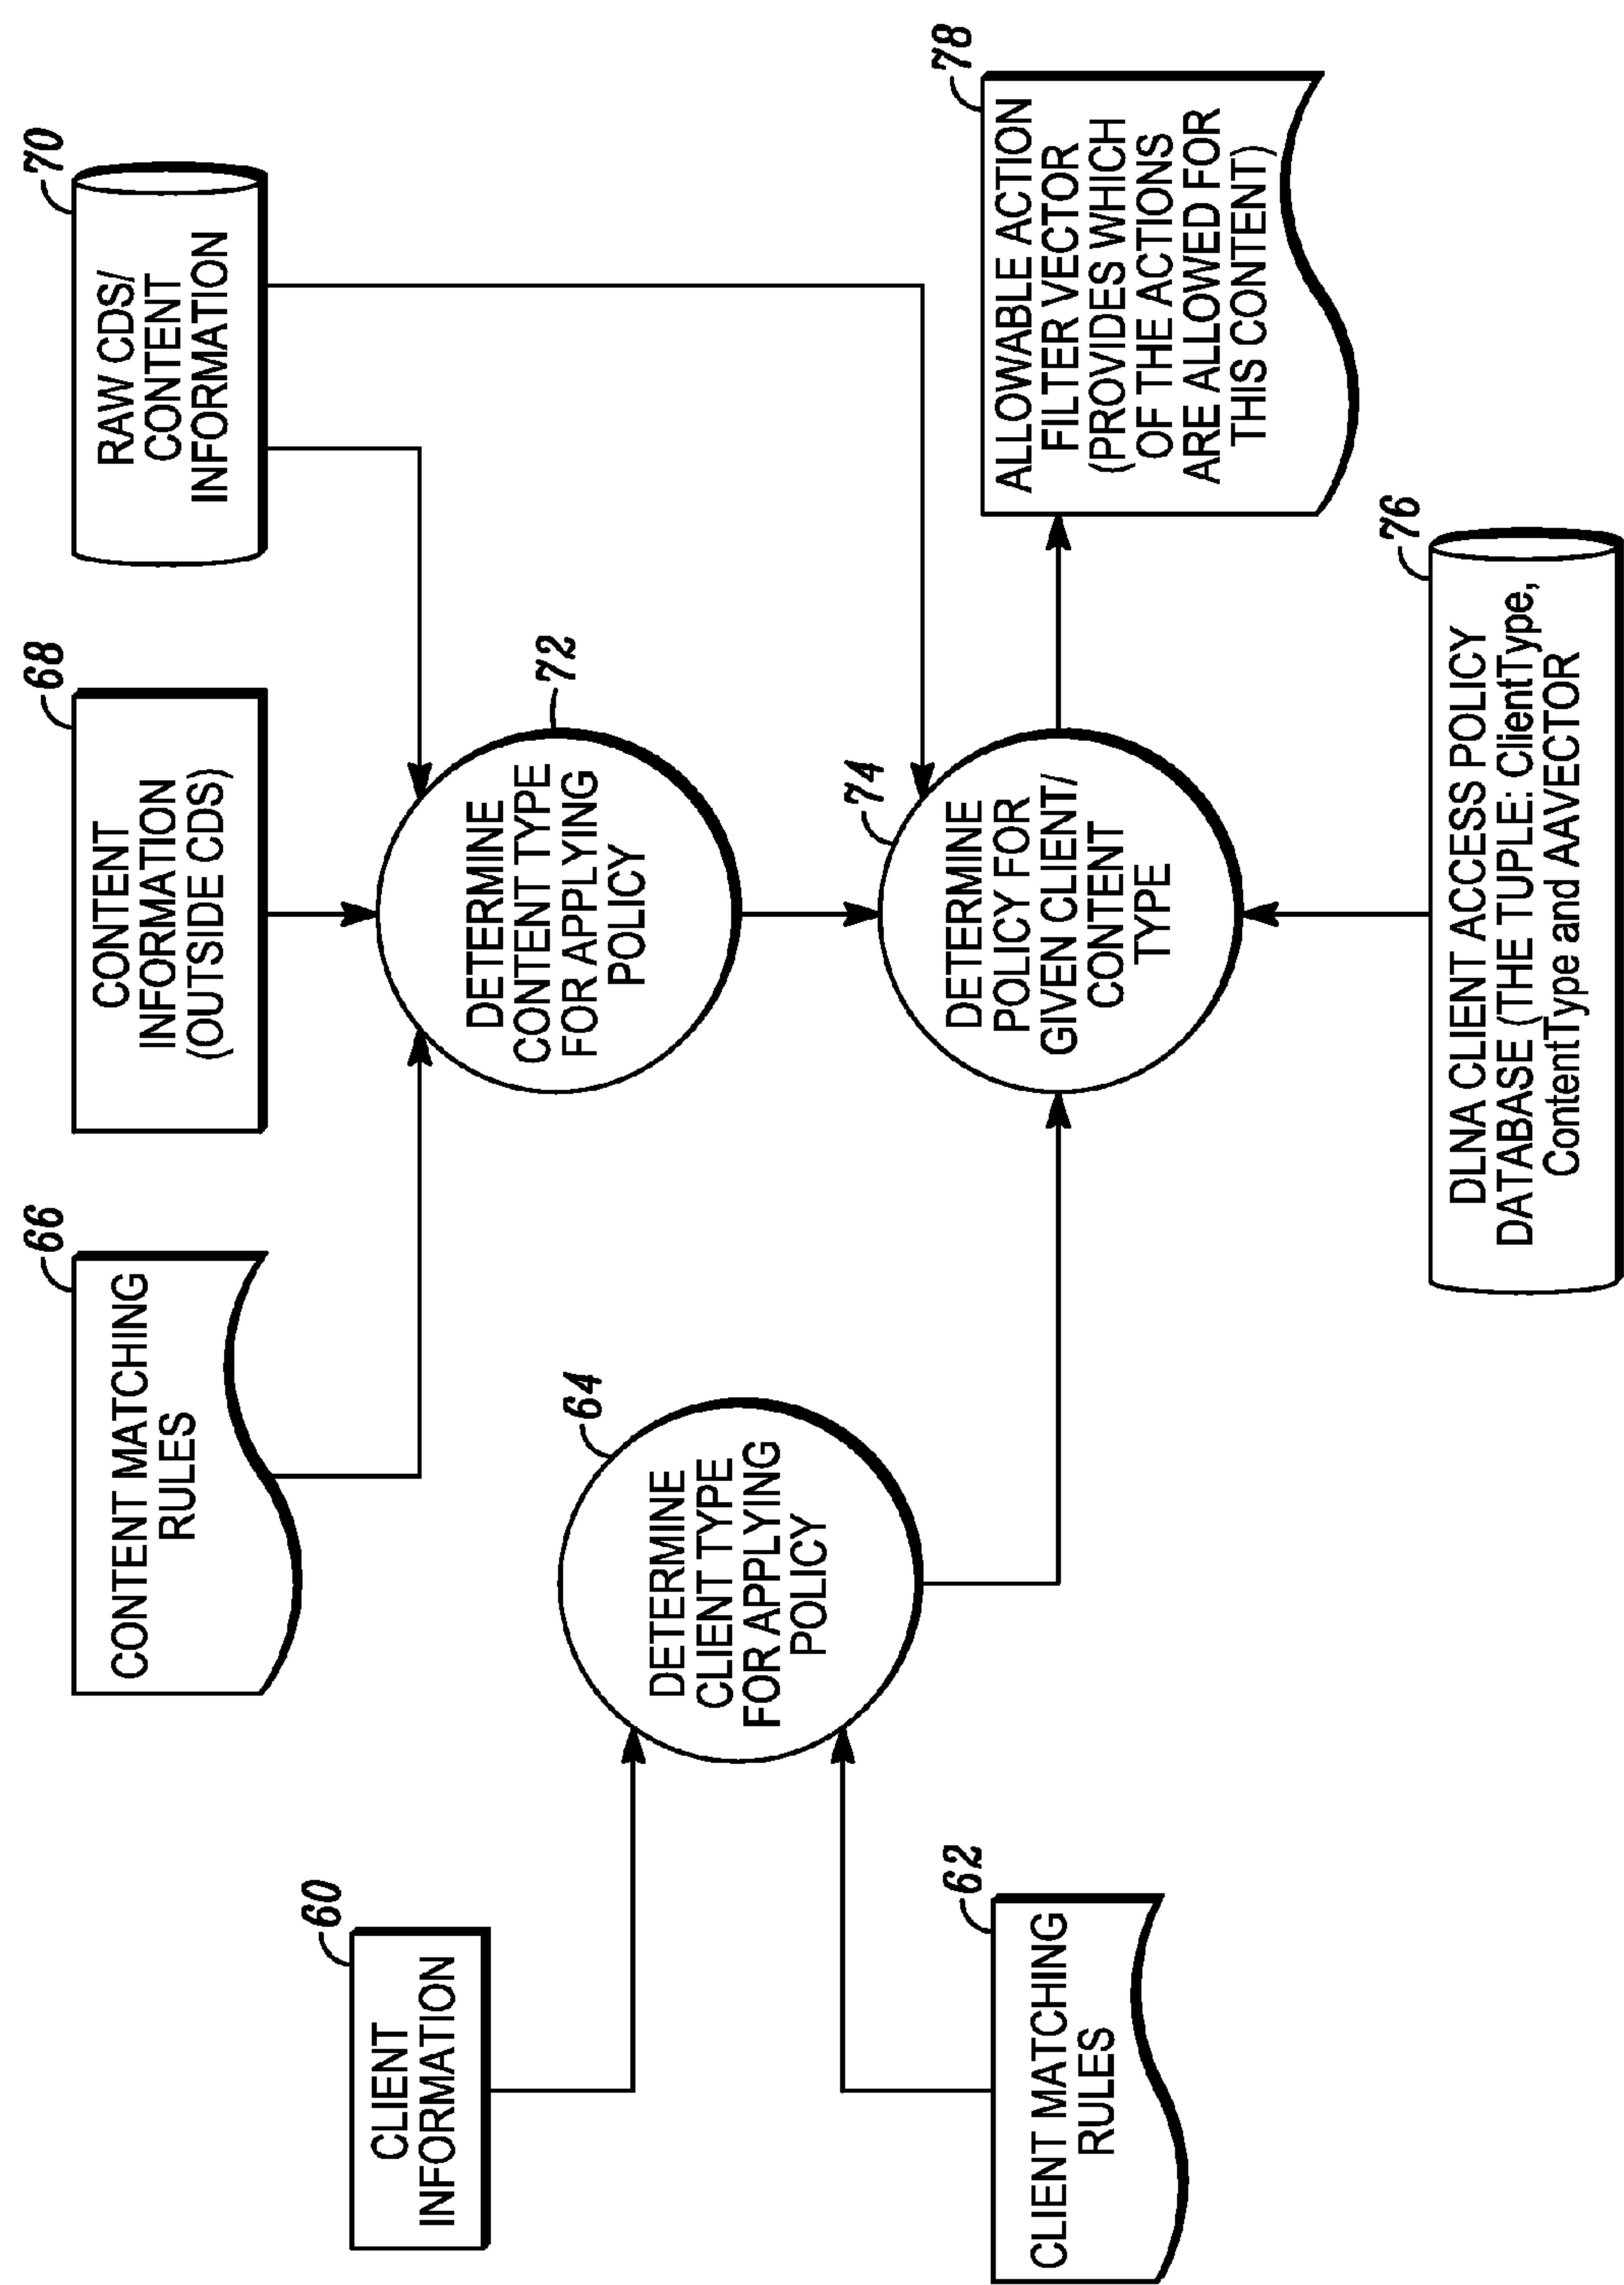 60
CLIENT
INFORMATION
62
CLIENT MATCHING
RULES
64
DETERMINE
CLIENT TYPE
FOR APPLYING
POLICY
66
CONTENT MATCHING
RULES
68
CONTENT
INFORMATION
(OUTSIDE CDS)
70
RAW CDS/
CONTENT
INFORMATION
72
DETERMINE
CONTENT TYPE
FOR APPLYING
POLICY
74
DETERMINE
POLICY FOR
GIVEN CLIENT/
CONTENT
TYPE
76
DLNA CLIENT ACCESS POLICY
DATABASE (THE TUPLE: ClientType,
ContentType and AAVECTOR
78
ALLOWABLE ACTION
FILTER VECTOR
(PROVIDES WHICH
OF THE ACTIONS
ARE ALLOWED FOR
THIS CONTENT)